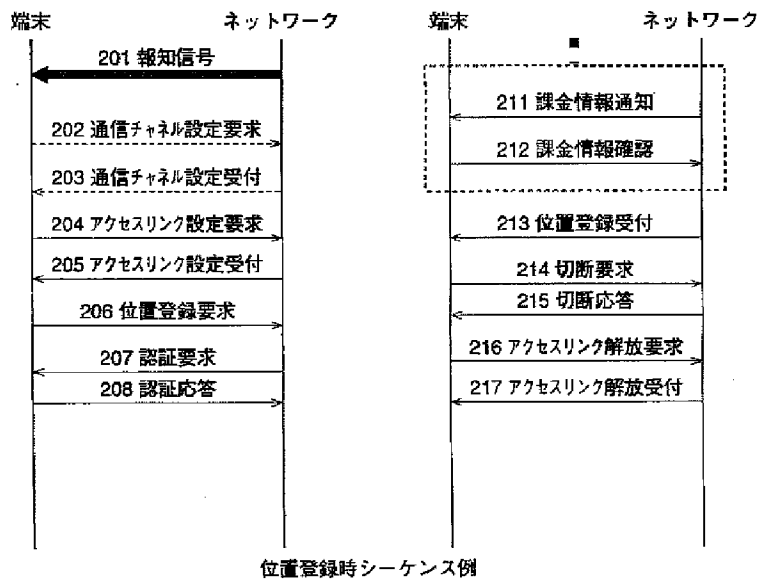 端末
ネットワーク
201 報知信号
202 通信チャネル設定要求
203 通信チャネル設定受付
204 アクセスリンク設定要求
205 アクセスリンク設定受付
206 位置登録要求
207 認証要求
208 認証応答
端末
ネットワーク
211 課金情報通知
212 課金情報確認
213 位置登録受付
214 切断要求
215 切断応答
216 アクセスリンク解放要求
217 アクセスリンク解放受付
位置登録時シーケンス例